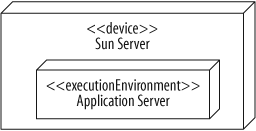 <<device>>
Sun Server
<<executionEnvironment>>
Application Server